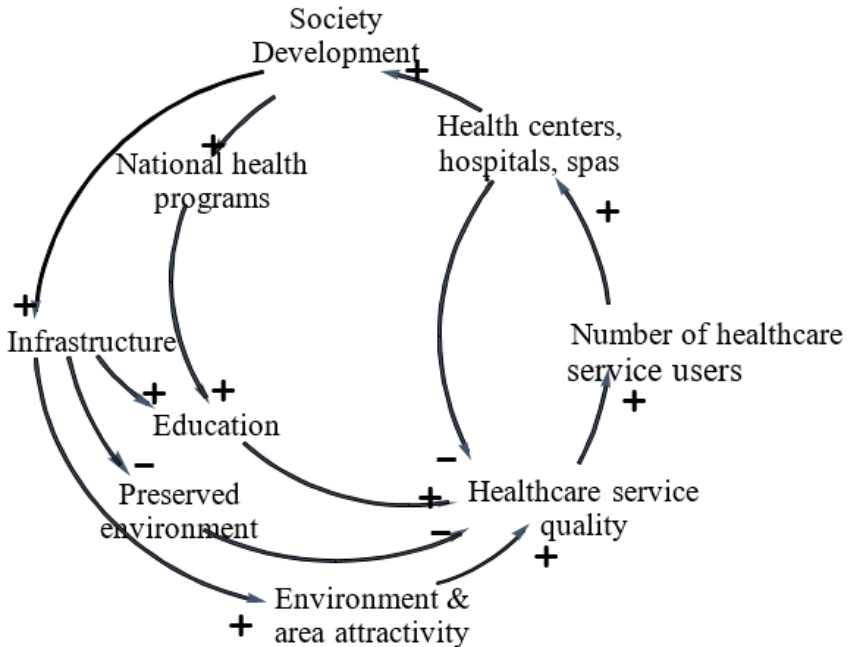 Society
Development
+
Health centers,
hospitals, spas
+
National health
programs
+
+
Infrastructure
Number of healthcare
service users
+
+
+
Education
−
−
Preserved
environment
+
Healthcare service
quality
−
+
Environment &
area attractivity
+